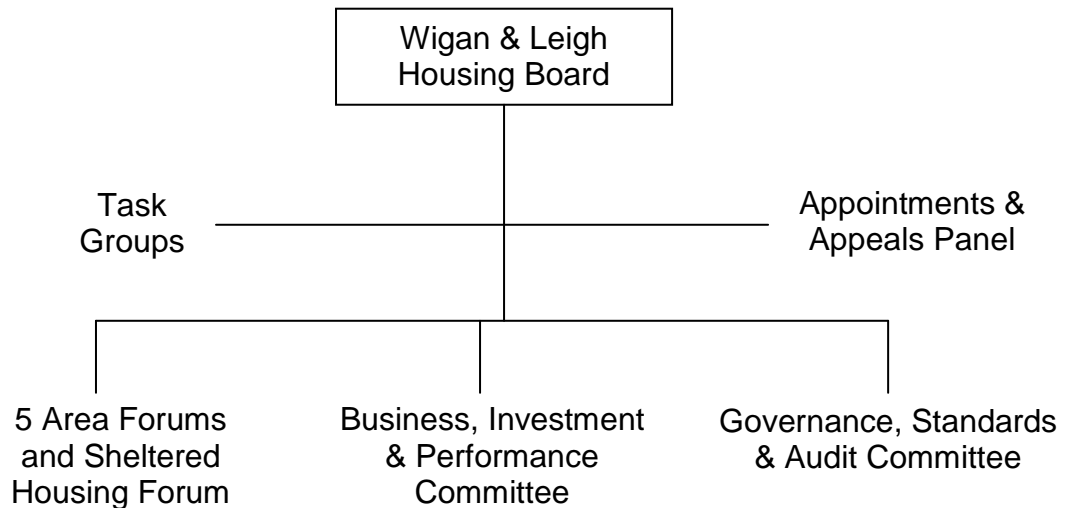 Wigan & Leigh
Housing Board
Task
Groups
Appointments &
Appeals Panel
5 Area Forums
and Sheltered
Housing Forum
Business, Investment
& Performance
Committee
Governance, Standards
& Audit Committee